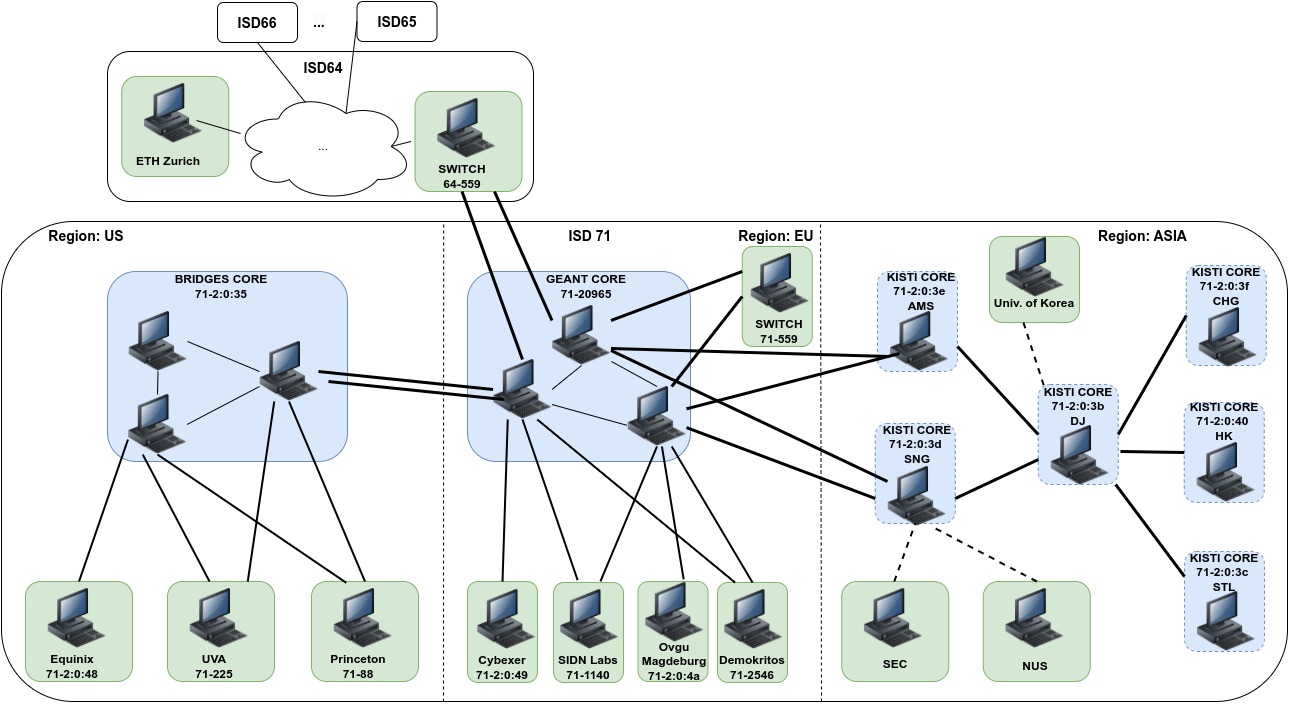 ISD66
...
ISD65
ISD64
ETH Zurich
...
SWITCH
64-559
Region: US
ISD 71
Region: EU
Region: ASIA
BRIDGES CORE
71-2:0:35
GEANT CORE
71-20965
SWITCH
71-559
KISTI CORE
71-2:0:3e
AMS
Univ. of Korea
KISTI CORE
71-2:0:3f
CHG
KISTI CORE
71-2:0:3b
DJ
KISTI CORE
71-2:0:40
HK
KISTI CORE
71-2:0:3d
SNG
KISTI CORE
71-2:0:3c
STL
Equinix
71-2:0:48
UVA
71-225
Princeton
71-88
Cybexer
71-2:0:49
SIDN Labs
71-1140
Ovgu
Magdeburg
71-2:0:4a
Demokritos
71-2546
SEC
NUS